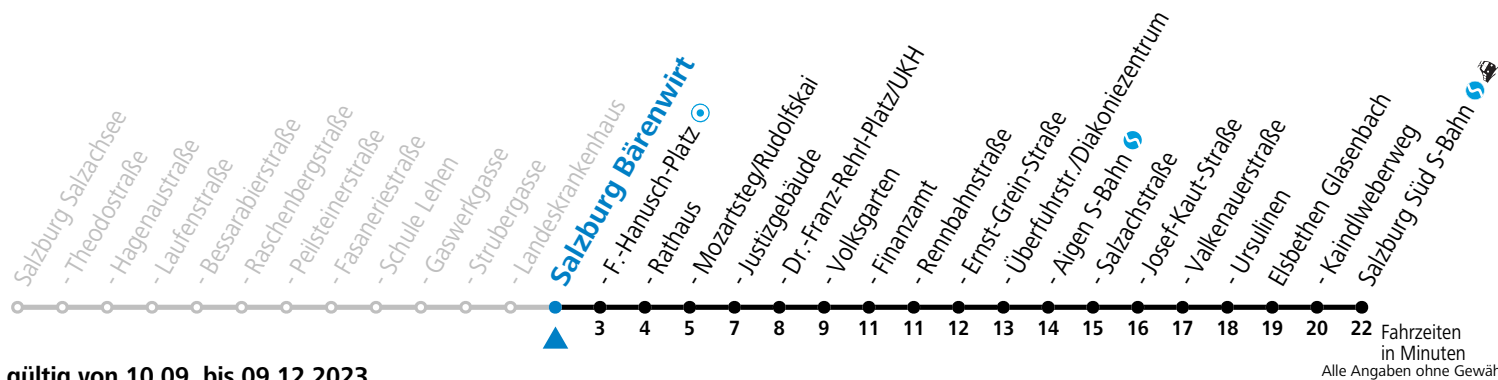 Salzburg Salzachsee
- Theodostraße
- Hagenaustraße
- Laufenstraße
- Bessarabierstraße
- Raschenbergstraße
- Peilsteinerstraße
- Fasaneriestraße
- Schule Lehen
- Gaswerkgasse
- Strubergasse
- Landeskrankenhaus
Salzburg Bärenwirt
- F.-Hanusch-Platz
- Rathaus
- Mozartsteg/Rudolfskai
- Justizgebäude
- Dr.-Franz-Rehrl-Platz/UKH
- Volksgarten
- Finanzamt
- Rennbahnstraße
- Ernst-Grein-Straße
- Überfuhrstr./Diakoniezentrum
- Aigen S-Bahn
- Salzachstraße
- Josef-Kaut-Straße
- Valkenauerstraße
- Ursulinen
Elsbethen Glasenbach
- Kaindlweberweg
Salzburg Süd S-Bahn
3 4 5 7 8 9 11 11 12 13 14 15 16 17 18 19 20 22 Fahrzeiten
in Minuten
Alle Angaben ohne Gewäh
gültig von 10.09. bis 09.12.2023